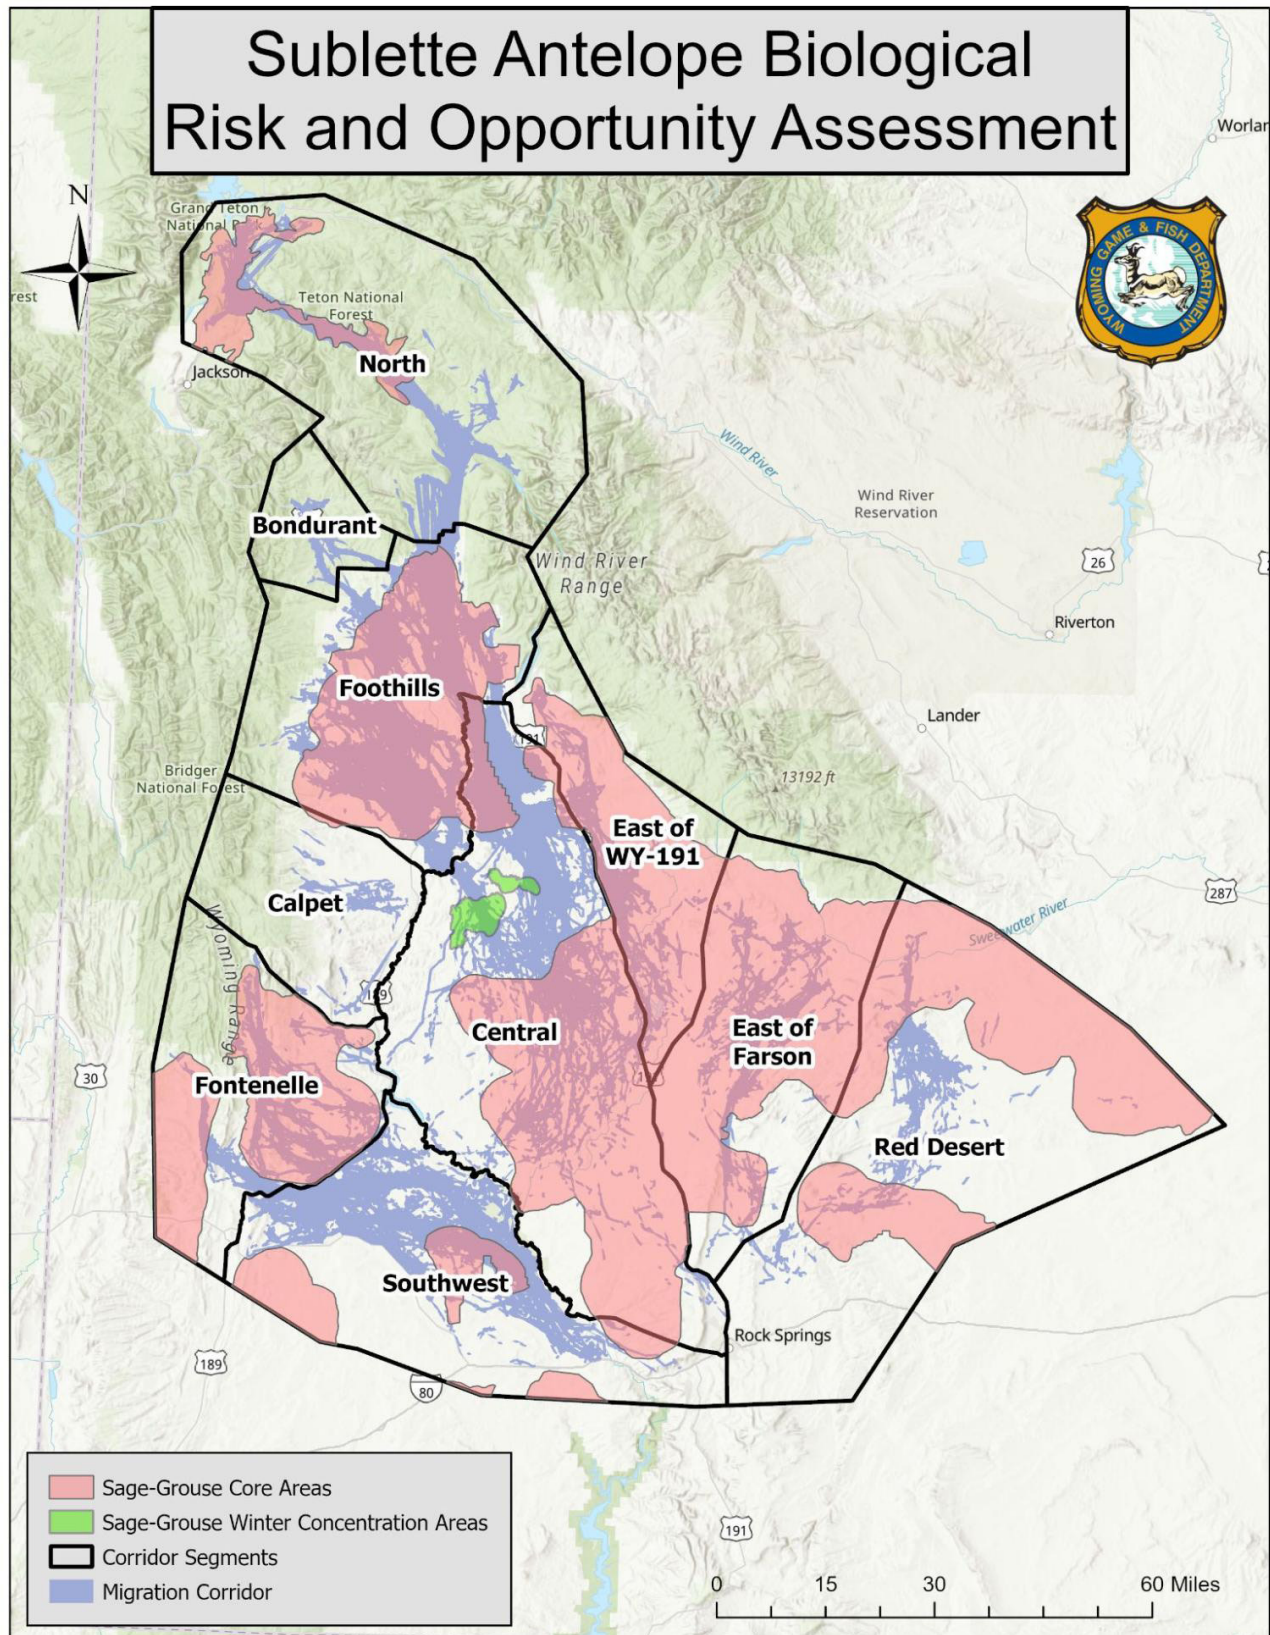 Sublette Antelope Biological
Risk and Opportunity Assessment
Worlar
N
WYOMING GAME & FISH DEPARTMENT
Grand Teton
National
rest
Teton National
Forest
North
Jackson
Wind River
Wind River
Reservation
Bondurant
Wind River
Range
26
Riverton
Foothills
Lander
191
Bridger
National Forest
13192 ft
East of
WY-191
287
Calpet
Sweetwater River
Wyoming Range
189
Central
East of
Farson
30
Fontenelle
Red Desert
Southwest
Rock Springs
189
80
Sage-Grouse Core Areas
Sage-Grouse Winter Concentration Areas
Corridor Segments
Migration Corridor
191
0 15 30 60 Miles